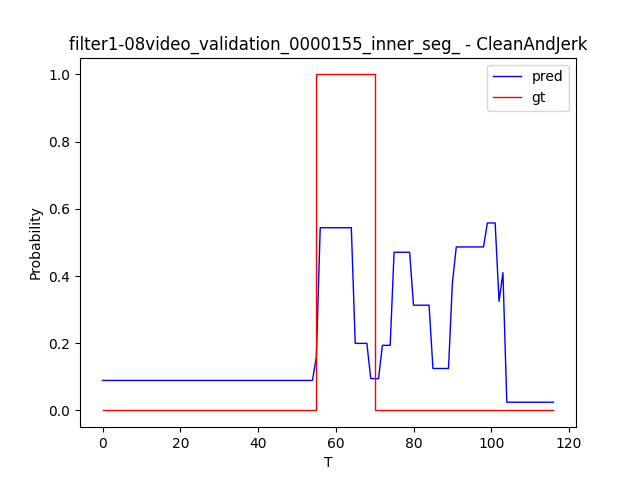 filter1-08video_validation_0000155_inner_seg_ - CleanAndJerk
pred
gt
Probability
1.0
0.8
0.6
0.4
0.2
0.0
0 20 40 60 80 100 120
T